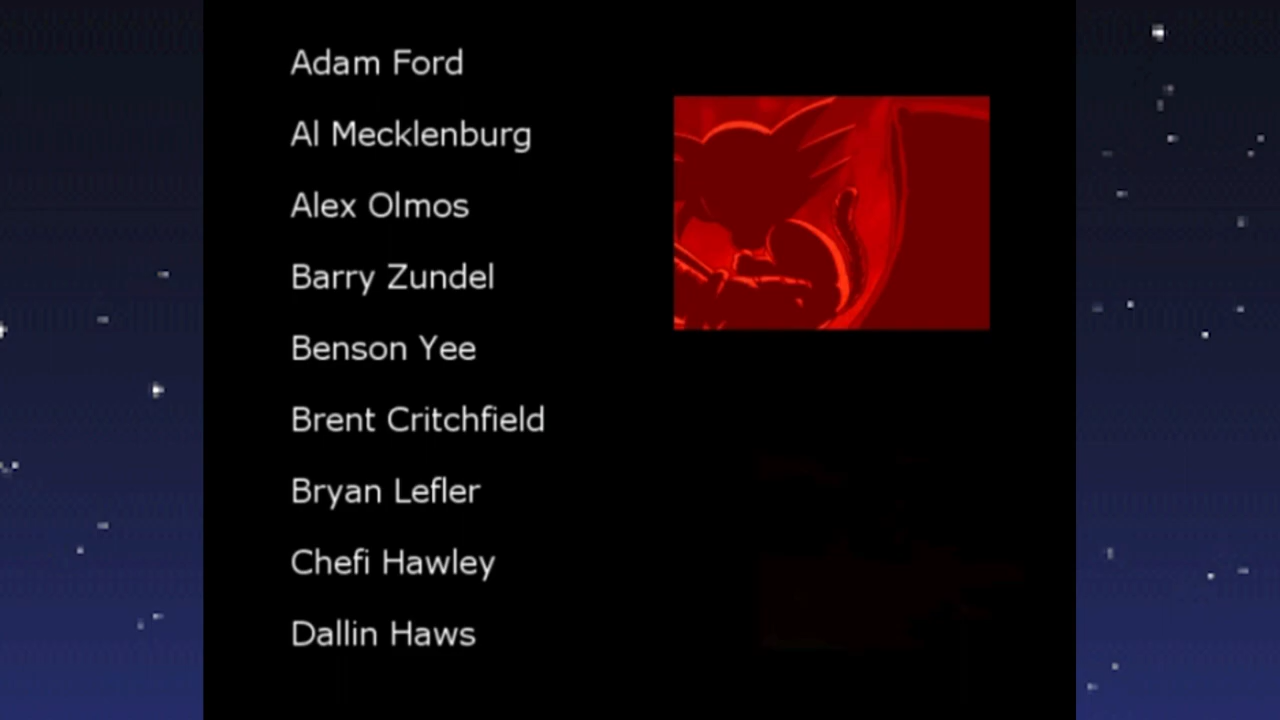 Adam Ford
Al Mecklenburg
Alex Olmos
Barry Zundel
Benson Yee
Brent Critchfield
Bryan Lefler
Chefi Hawley
Dallin Haws